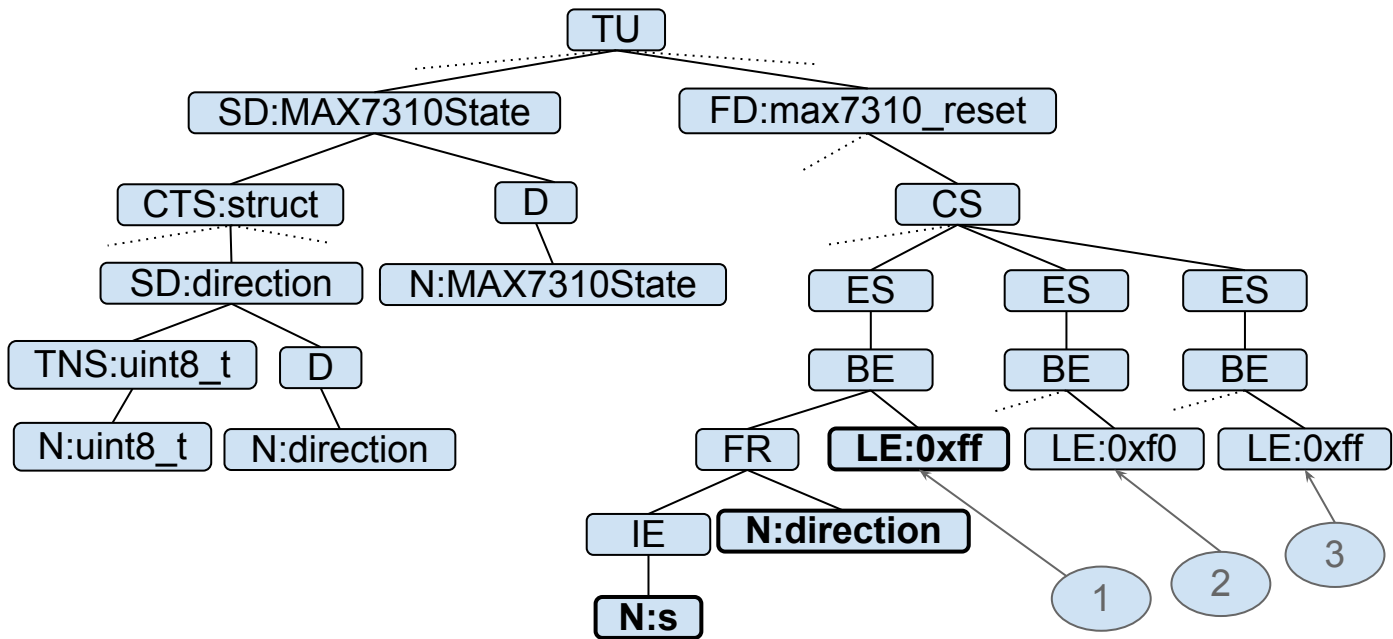 TU
SD:MAX7310State
FD:max7310_reset
CTS:struct
D
CS
SD:direction
N:MAX7310State
ES
ES
ES
TNS:uint8_t
D
BE
BE
BE
N:uint8_t
N:direction
FR
LE:0xff
LE:0xf0
LE:0xff
IE
N:direction
3
2
1
N:s